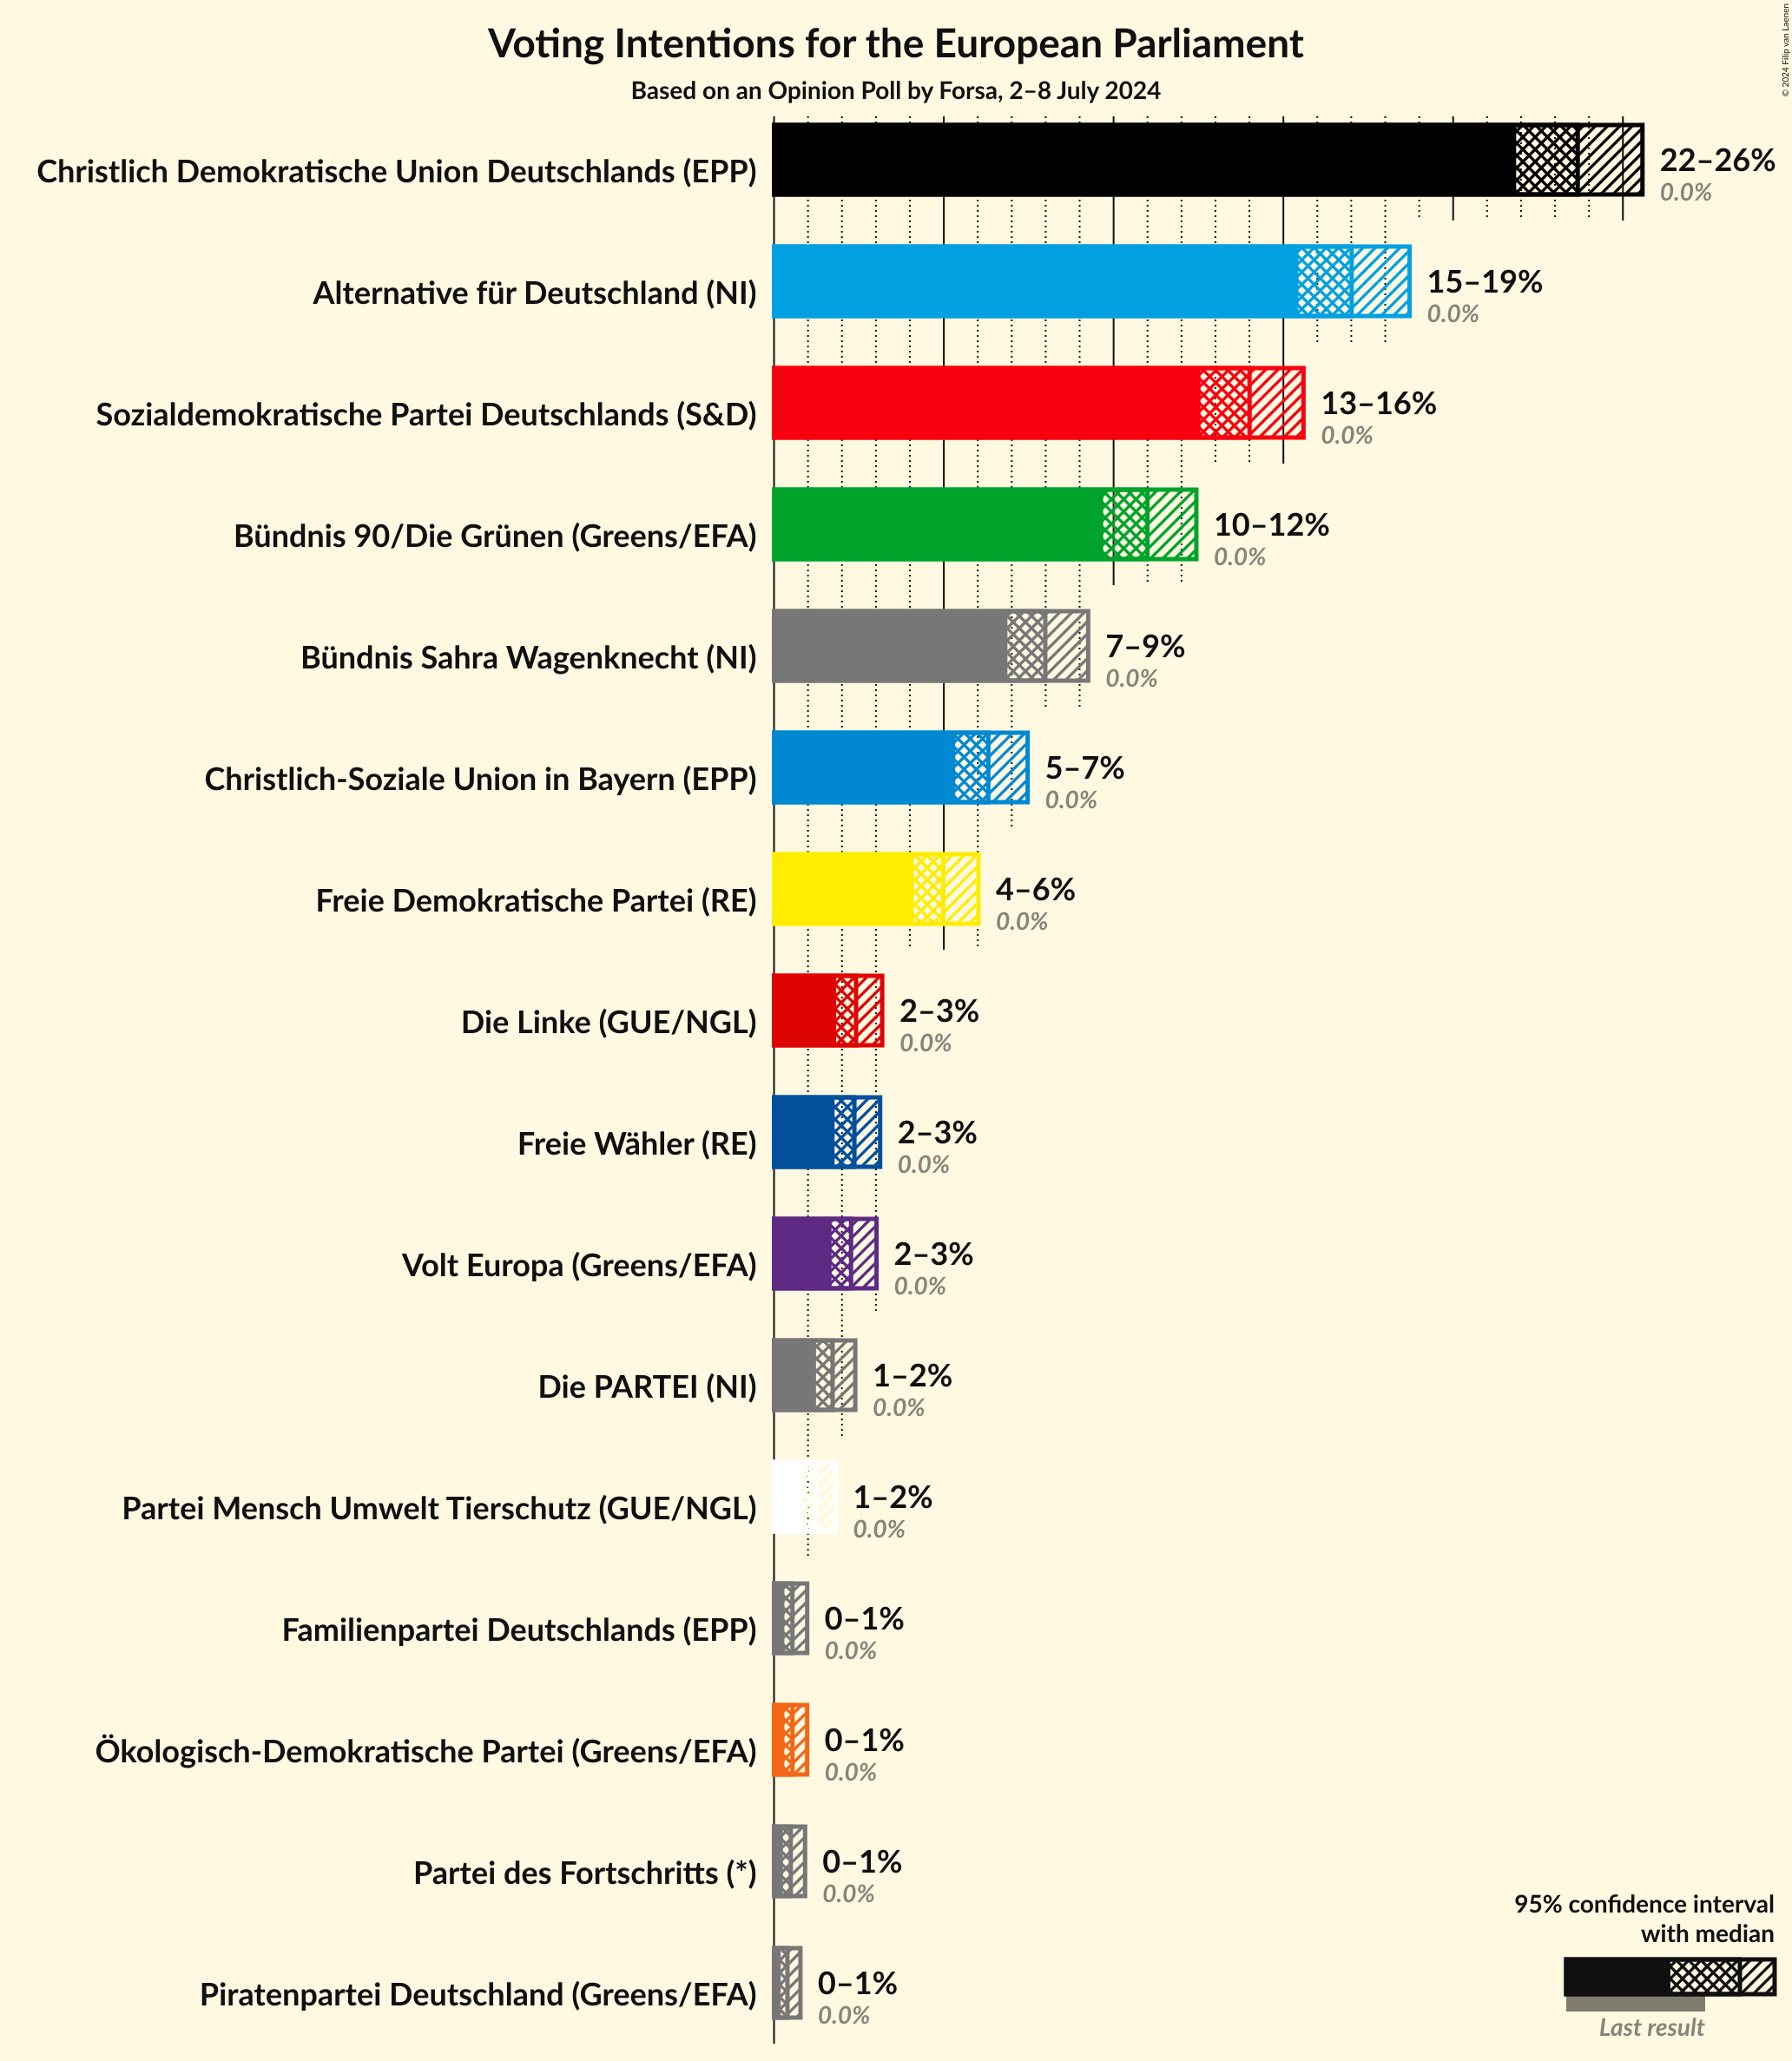 Voting Intentions for the European Parliament
Based on an Opinion Poll by Forsa, 2–8 July 2024
© 2024 Filip van Laenen
Christlich Demokratische Union Deutschlands (EPP)
22–26%
0.0%
Alternative für Deutschland (NI)
15–19%
0.0%
Sozialdemokratische Partei Deutschlands (S&D)
13–16%
0.0%
Bündnis 90/Die Grünen (Greens/EFA)
10–12%
0.0%
Bündnis Sahra Wagenknecht (NI)
7–9%
0.0%
Christlich-Soziale Union in Bayern (EPP)
5–7%
0.0%
Freie Demokratische Partei (RE)
4–6%
0.0%
Die Linke (GUE/NGL)
2–3%
0.0%
Freie Wähler (RE)
2–3%
0.0%
Volt Europa (Greens/EFA)
2–3%
0.0%
Die PARTEI (NI)
1–2%
0.0%
Partei Mensch Umwelt Tierschutz (GUE/NGL)
1–2%
0.0%
Familienpartei Deutschlands (EPP)
0–1%
0.0%
Ökologisch-Demokratische Partei (Greens/EFA)
0–1%
0.0%
Partei des Fortschritts (*)
0–1%
0.0%
Piratenpartei Deutschland (Greens/EFA)
0–1%
0.0%
95% confidence interval
with median
Last result